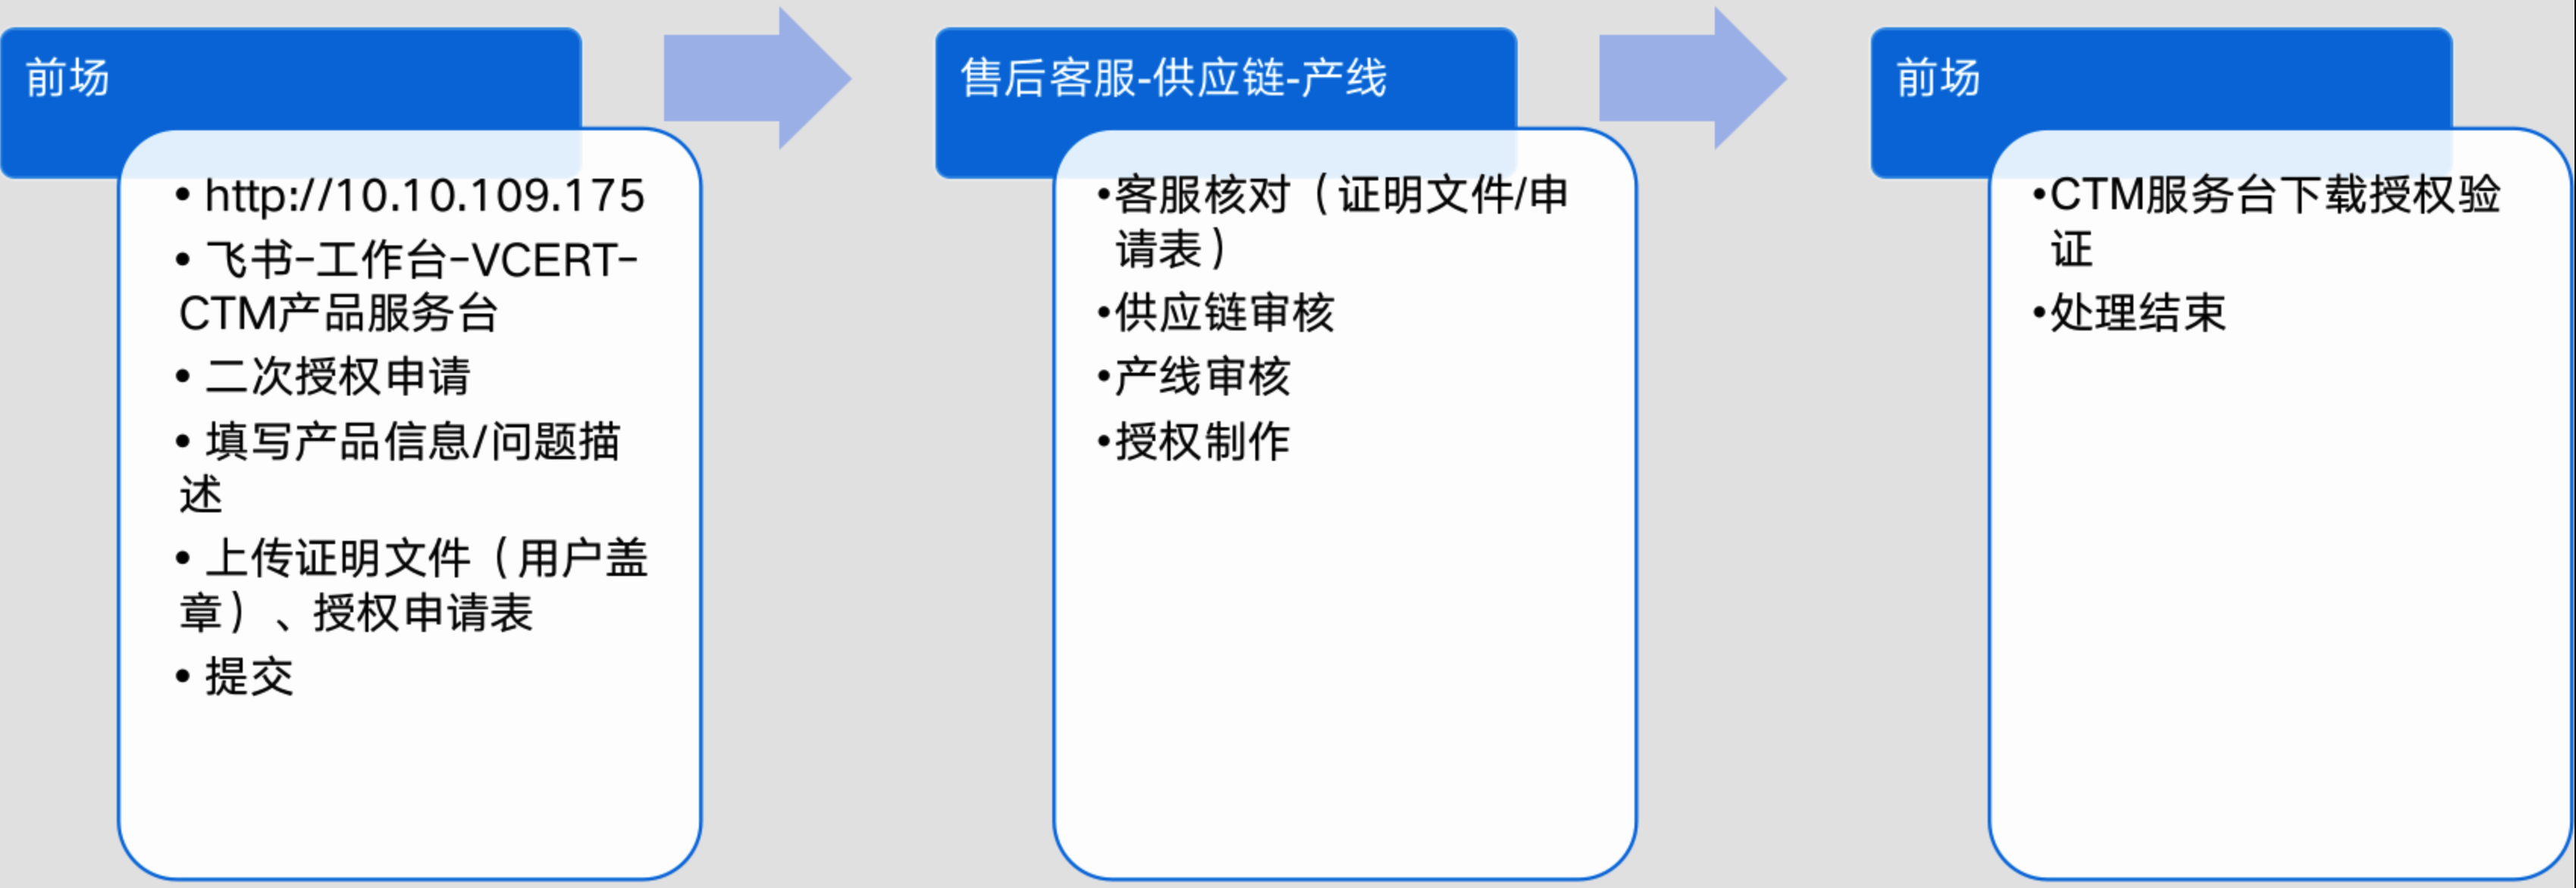 前场
• http://10.10.109.175
• 飞书-工作台-VCERT-
CTM产品服务台
• 二次授权申请
• 填写产品信息/问题描
述
• 上传证明文件（用户盖
章）、授权申请表
• 提交
售后客服-供应链-产线
•客服核对（证明文件/申
请表）
•供应链审核
•产线审核
•授权制作
前场
•CTM服务台下载授权验
证
•处理结束